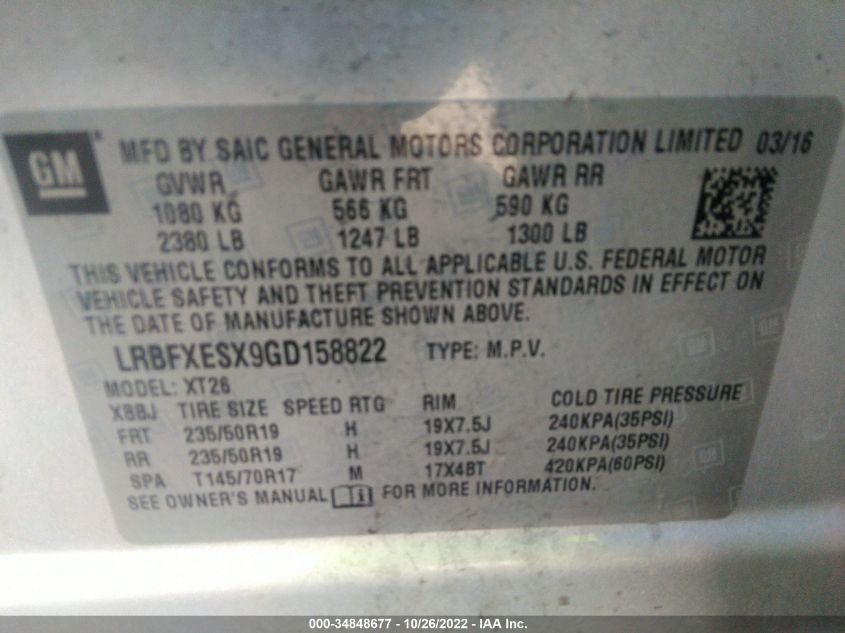 GM
MFD BY SAIC GENERAL MOTORS CORPORATION LIMITED 03/16
GVWR GAWR FRT GAWR RR
1080 KG 566 KG 590 KG
2380 LB 1247 LB 1300 LB
THIS VEHICLE CONFORMS TO ALL APPLICABLE U.S. FEDERAL MOTOR
VEHICLE SAFETY AND THEFT PREVENTION STANDARDS IN EFFECT ON
THE DATE OF MANUFACTURE SHOWN ABOVE.
LRBFXESX9GD158822 TYPE: M.P.V.
MODEL: XT26
XBBJ TIRE SIZE SPEED RTG RIM COLD TIRE PRESSURE
FRT 235/50R19 H 19X7.5J 240KPA(35PSI)
RR 235/50R19 H 19X7.5J 240KPA(35PSI)
SPA T145/70R17 M 17X4BT 420KPA(60PSI)
SEE OWNER'S MANUAL FOR MORE INFORMATION.
000-34848677 - 10/26/2022 - IAA Inc.